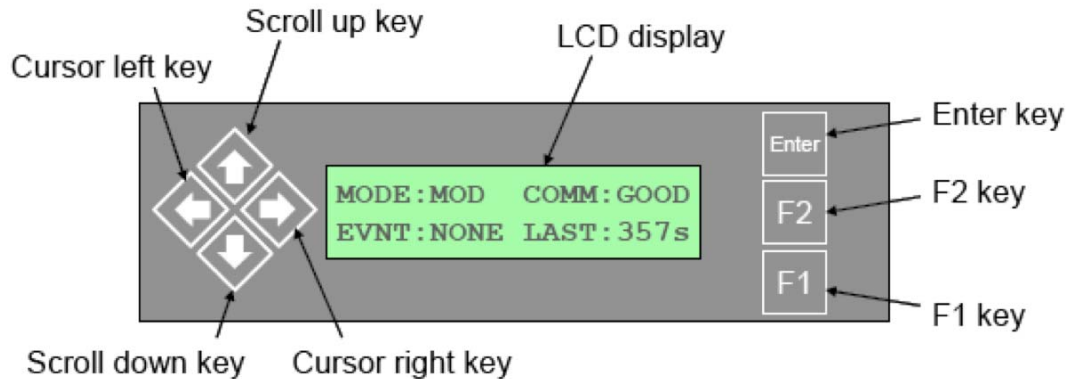 Scroll up key
LCD display
Cursor left key
Enter key
Enter
MODE:MOD COMM:GOOD
F2 key
F2
EVNT:NONE LAST:357s
F1
F1 key
Scroll down key
Cursor right key